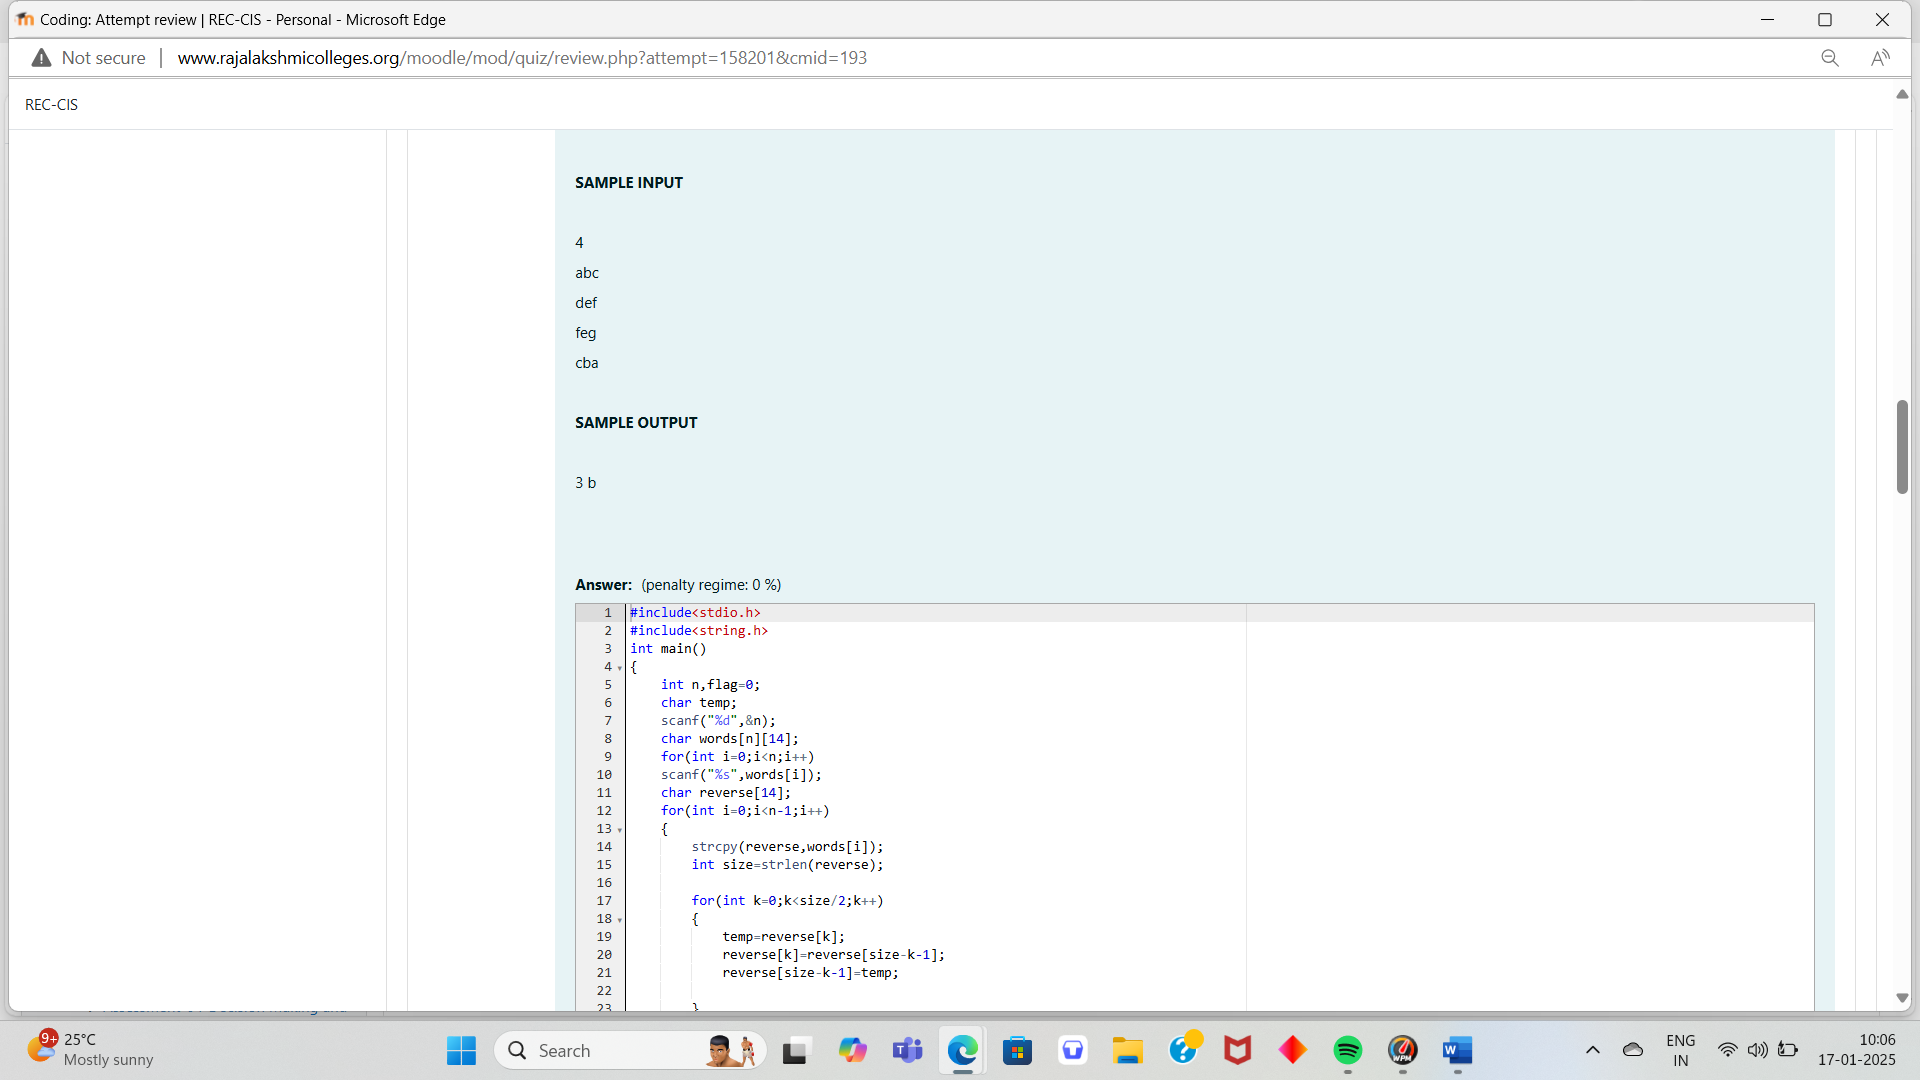 Coding: Attempt review | REC-CIS - Personal - Microsoft Edge
Not secure | www.rajalakshmicolleges.org/moodle/mod/quiz/review.php?attempt=158201&cmid=193
REC-CIS
SAMPLE INPUT
4
abc
def
feg
cba
SAMPLE OUTPUT
3 b
Answer: (penalty regime: 0 %)
1 #include<stdio.h>
2 #include<string.h>
3 int main()
4 {
5 int n,flag=0;
6 char temp;
7 scanf("%d",&n);
8 char words[n][14];
9 for(int i=0;i<n;i++)
10 scanf("%s",words[i]);
11 char reverse[14];
12 for(int i=0;i<n-1;i++)
13 {
14 strcpy(reverse,words[i]);
15 int size=strlen(reverse);
16
17 for(int k=0;k<size/2;k++)
18 {
19 temp=reverse[k];
20 reverse[k]=reverse[size-k-1];
21 reverse[size-k-1]=temp;
22
23 }
9+
25°C
Mostly sunny
Search
WPM
ENG
IN
10:06
17-01-2025